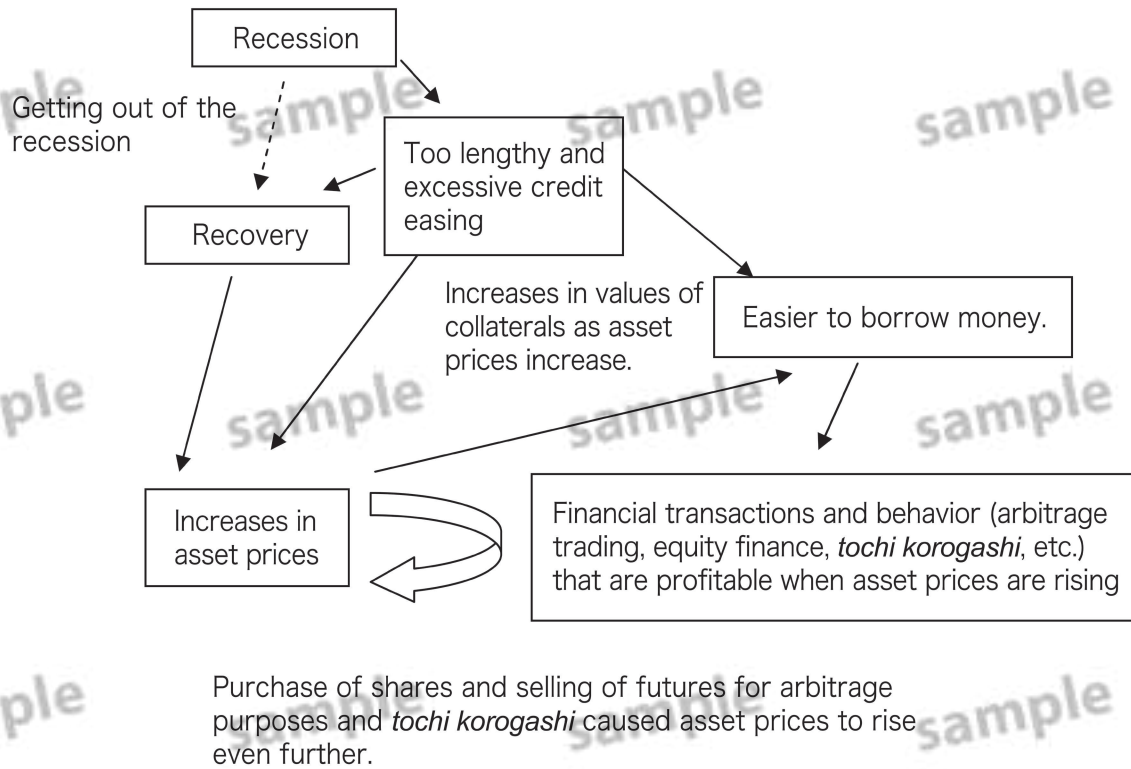 Recession
Getting out of the
recession
Too lengthy and
excessive credit
easing
Recovery
Increases in values of
collaterals as asset
prices increase.
Easier to borrow money.
Increases in
asset prices
Financial transactions and behavior (arbitrage
trading, equity finance, tochi korogashi, etc.)
that are profitable when asset prices are rising
Purchase of shares and selling of futures for arbitrage
purposes and tochi korogashi caused asset prices to rise
even further.
ple
sample
sample
sample
ple
sample
sample
sample
ple
sample
sample
sample